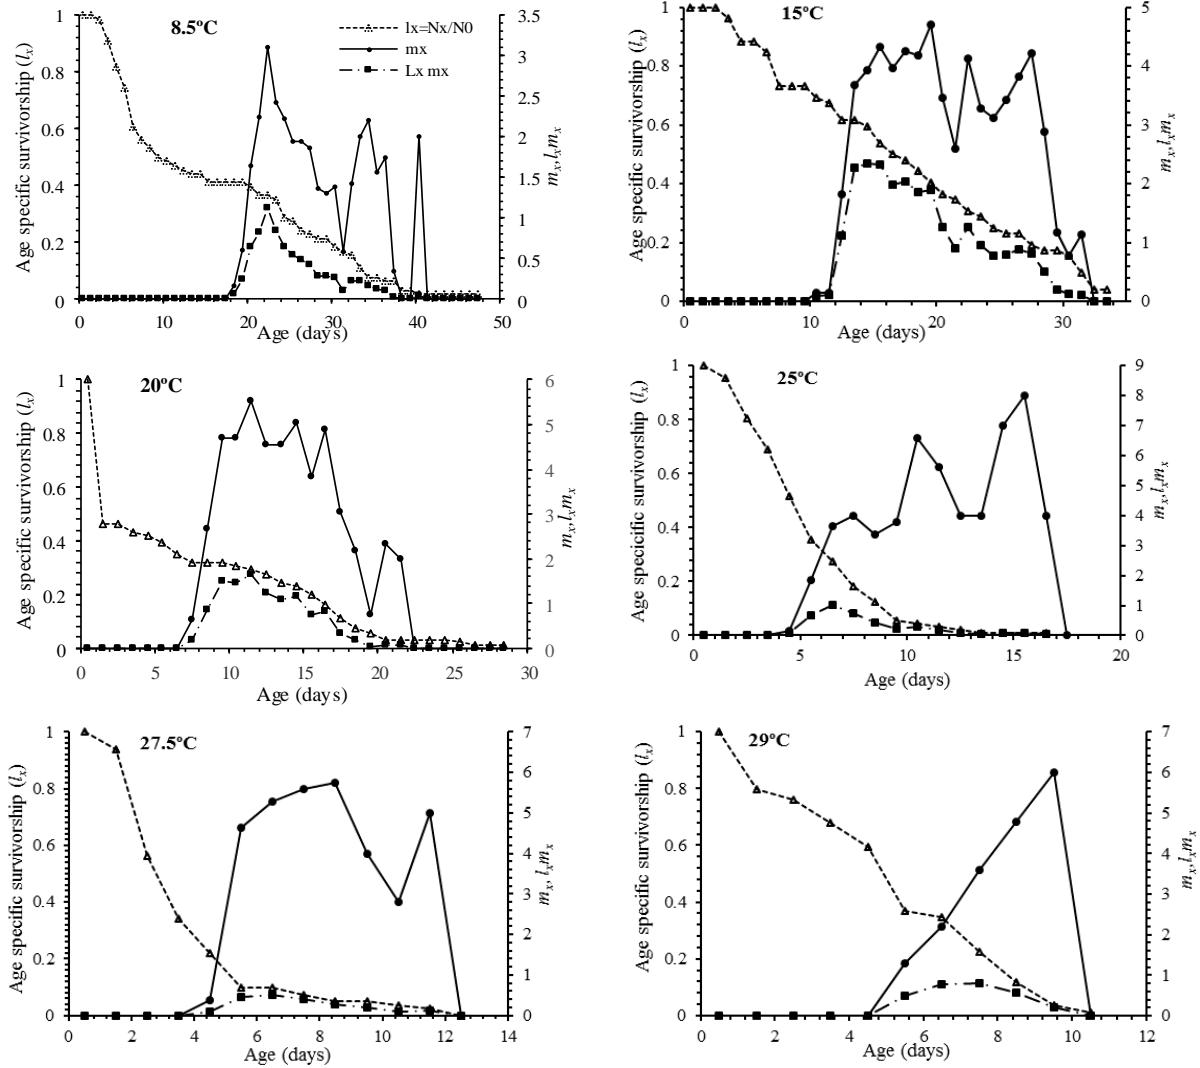 8.5ºC
lx=Nx/N0
mx
Lx mx
Age specific survivorship (lx)
1
0.8
0.6
0.4
0.2
0
3.5
3
2.5
2
1.5
1
0.5
0
mx, lxmx
0 10 20 30 40 50
Age (days)
15ºC
Age specific survivorship (lx)
1
0.8
0.6
0.4
0.2
0
5
4
3
2
1
0
mx, lxmx
0 10 20 30
Age (days)
20ºC
Age specific survivorship (lx)
1
0.8
0.6
0.4
0.2
0
6
5
4
3
2
1
0
mx, lxmx
0 5 10 15 20 25 30
Age (days)
25ºC
Age specicific survivorship (lx)
1
0.8
0.6
0.4
0.2
0
9
8
7
6
5
4
3
2
1
0
mx, lxmx
0 5 10 15 20
Age (days)
27.5ºC
Age specific survivorship (lx)
1
0.8
0.6
0.4
0.2
0
7
6
5
4
3
2
1
0
mx, lxmx
0 2 4 6 8 10 12 14
Age (days)
29ºC
Age specific survivorship (lx)
1
0.8
0.6
0.4
0.2
0
7
6
5
4
3
2
1
0
mx, lxmx
0 2 4 6 8 10 12
Age (days)